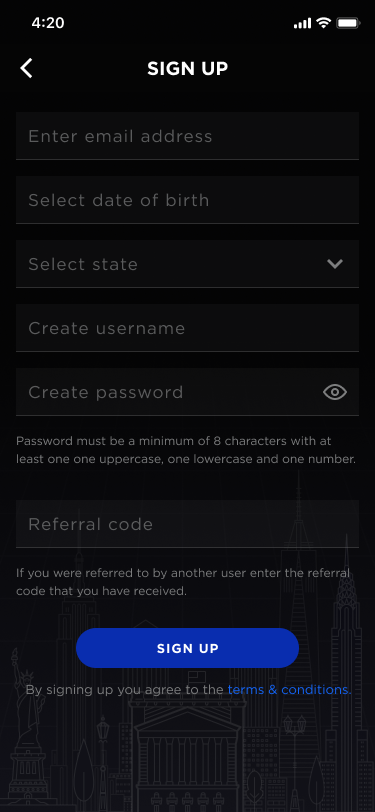 4:20
SIGN UP
Enter email address
Select date of birth
Select state
Create username
Create password
Password must be a minimum of 8 characters with at
least one one uppercase, one lowercase and one number.
Referral code
If you were referred to by another user enter the referral
code that you have received.
SIGN UP
By signing up you agree to the terms & conditions.